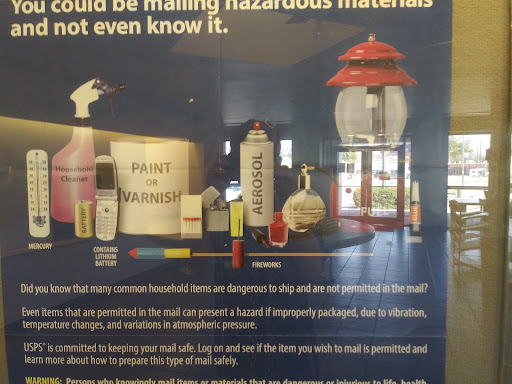 You could be mailing hazardous materials
and not even know it.
Household
Cleaner
PAINT
OR
VARNISH
AEROSOL
BATTERY
FUEL
MERCURY
CONTAINS
LITHIUM
BATTERY
FIREWORKS
Did you know that many common household items are dangerous to ship and are not permitted in the mail?
Even items that are permitted in the mail can present a hazard if improperly packaged, due to vibration,
temperature changes, and variations in atmospheric pressure.
USPS® is committed to keeping your mail safe. Log on and see if the item you wish to mail is permitted and
learn more about how to prepare this type of mail safely.
WARNING: Persons who knowingly mail items or materials that are dangerous or injurious to life, health